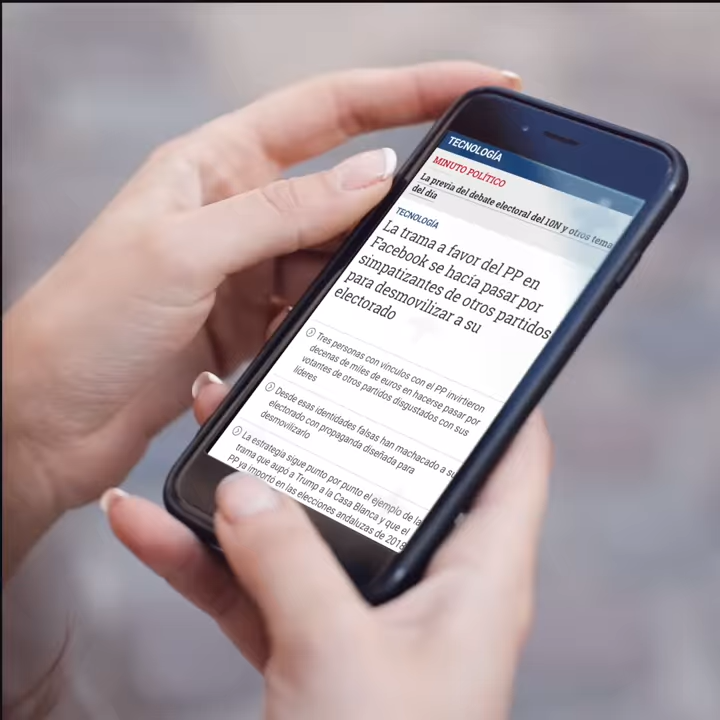 TECNOLOGÍA
MINUTO POLÍTICO
La previa del debate electoral del 10N y otros tema
del día
TECNOLOGÍA
La trama a favor del PP en
Facebook se hacía pasar por
simpatizantes de otros partidos
para desmovilizar a su
electorado
Tres personas con vínculos con el PP invirtieron
decenas de miles de euros en hacerse pasar por
votantes de otros partidos disgustados con sus
líderes
Desde esas identidades falsas han machacado a su
electorado con propaganda diseñada para
desmovilizarlo
La estrategia sigue punto por punto el ejemplo de la
trama que aupó a Trump a la Casa Blanca y que el
PP ya importó en las elecciones andaluzas de 2018